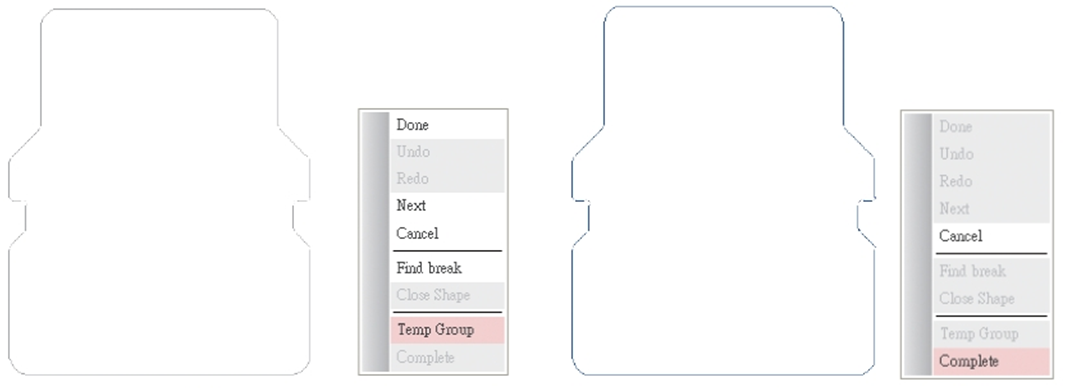 Done
Undo
Redo
Next
Cancel
Find break
Close Shape
Temp Group
Complete
Done
Undo
Redo
Next
Cancel
Find break
Close Shape
Temp Group
Complete